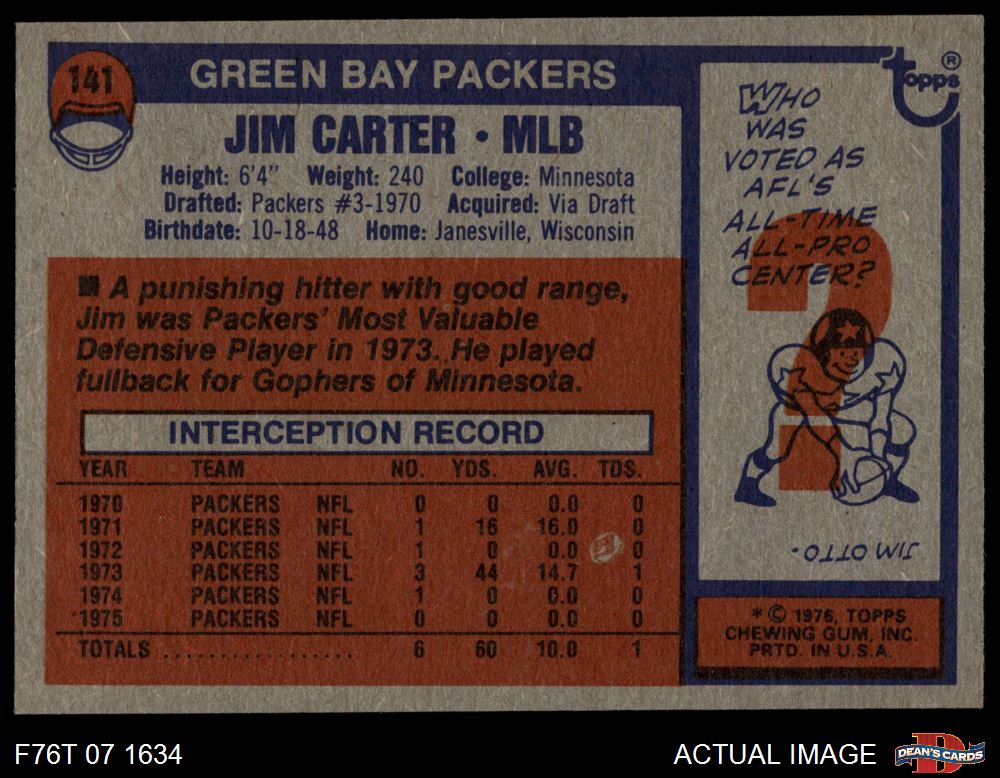 141
GREEN BAY PACKERS
JIM CARTER • MLB
Height: 6'4" Weight: 240 College: Minnesota
Drafted: Packers #3-1970 Acquired: Via Draft
Birthdate: 10-18-48 Home: Janesville, Wisconsin
■ A punishing hitter with good range,
Jim was Packers' Most Valuable
Defensive Player in 1973. He played
fullback for Gophers of Minnesota.
INTERCEPTION RECORD
YEAR TEAM NO. YDS. AVG. TDS.
1970 PACKERS NFL 0 0 0.0 0
1971 PACKERS NFL 1 16 16.0 0
1972 PACKERS NFL 1 0 0.0 0
1973 PACKERS NFL 3 44 14.7 1
1974 PACKERS NFL 1 0 0.0 0
1975 PACKERS NFL 0 0 0.0 0
TOTALS .................. 6 60 10.0 1
topps ®
WHO
WAS
VOTED AS
AFL'S
ALL-TIME
ALL-PRO
CENTER?
?
JIM OTTO.
* © 1976, TOPPS
CHEWING GUM, INC.
PRTD. IN U.S.A.
F76T 07 1634
ACTUAL IMAGE
D
DEAN'S CARDS